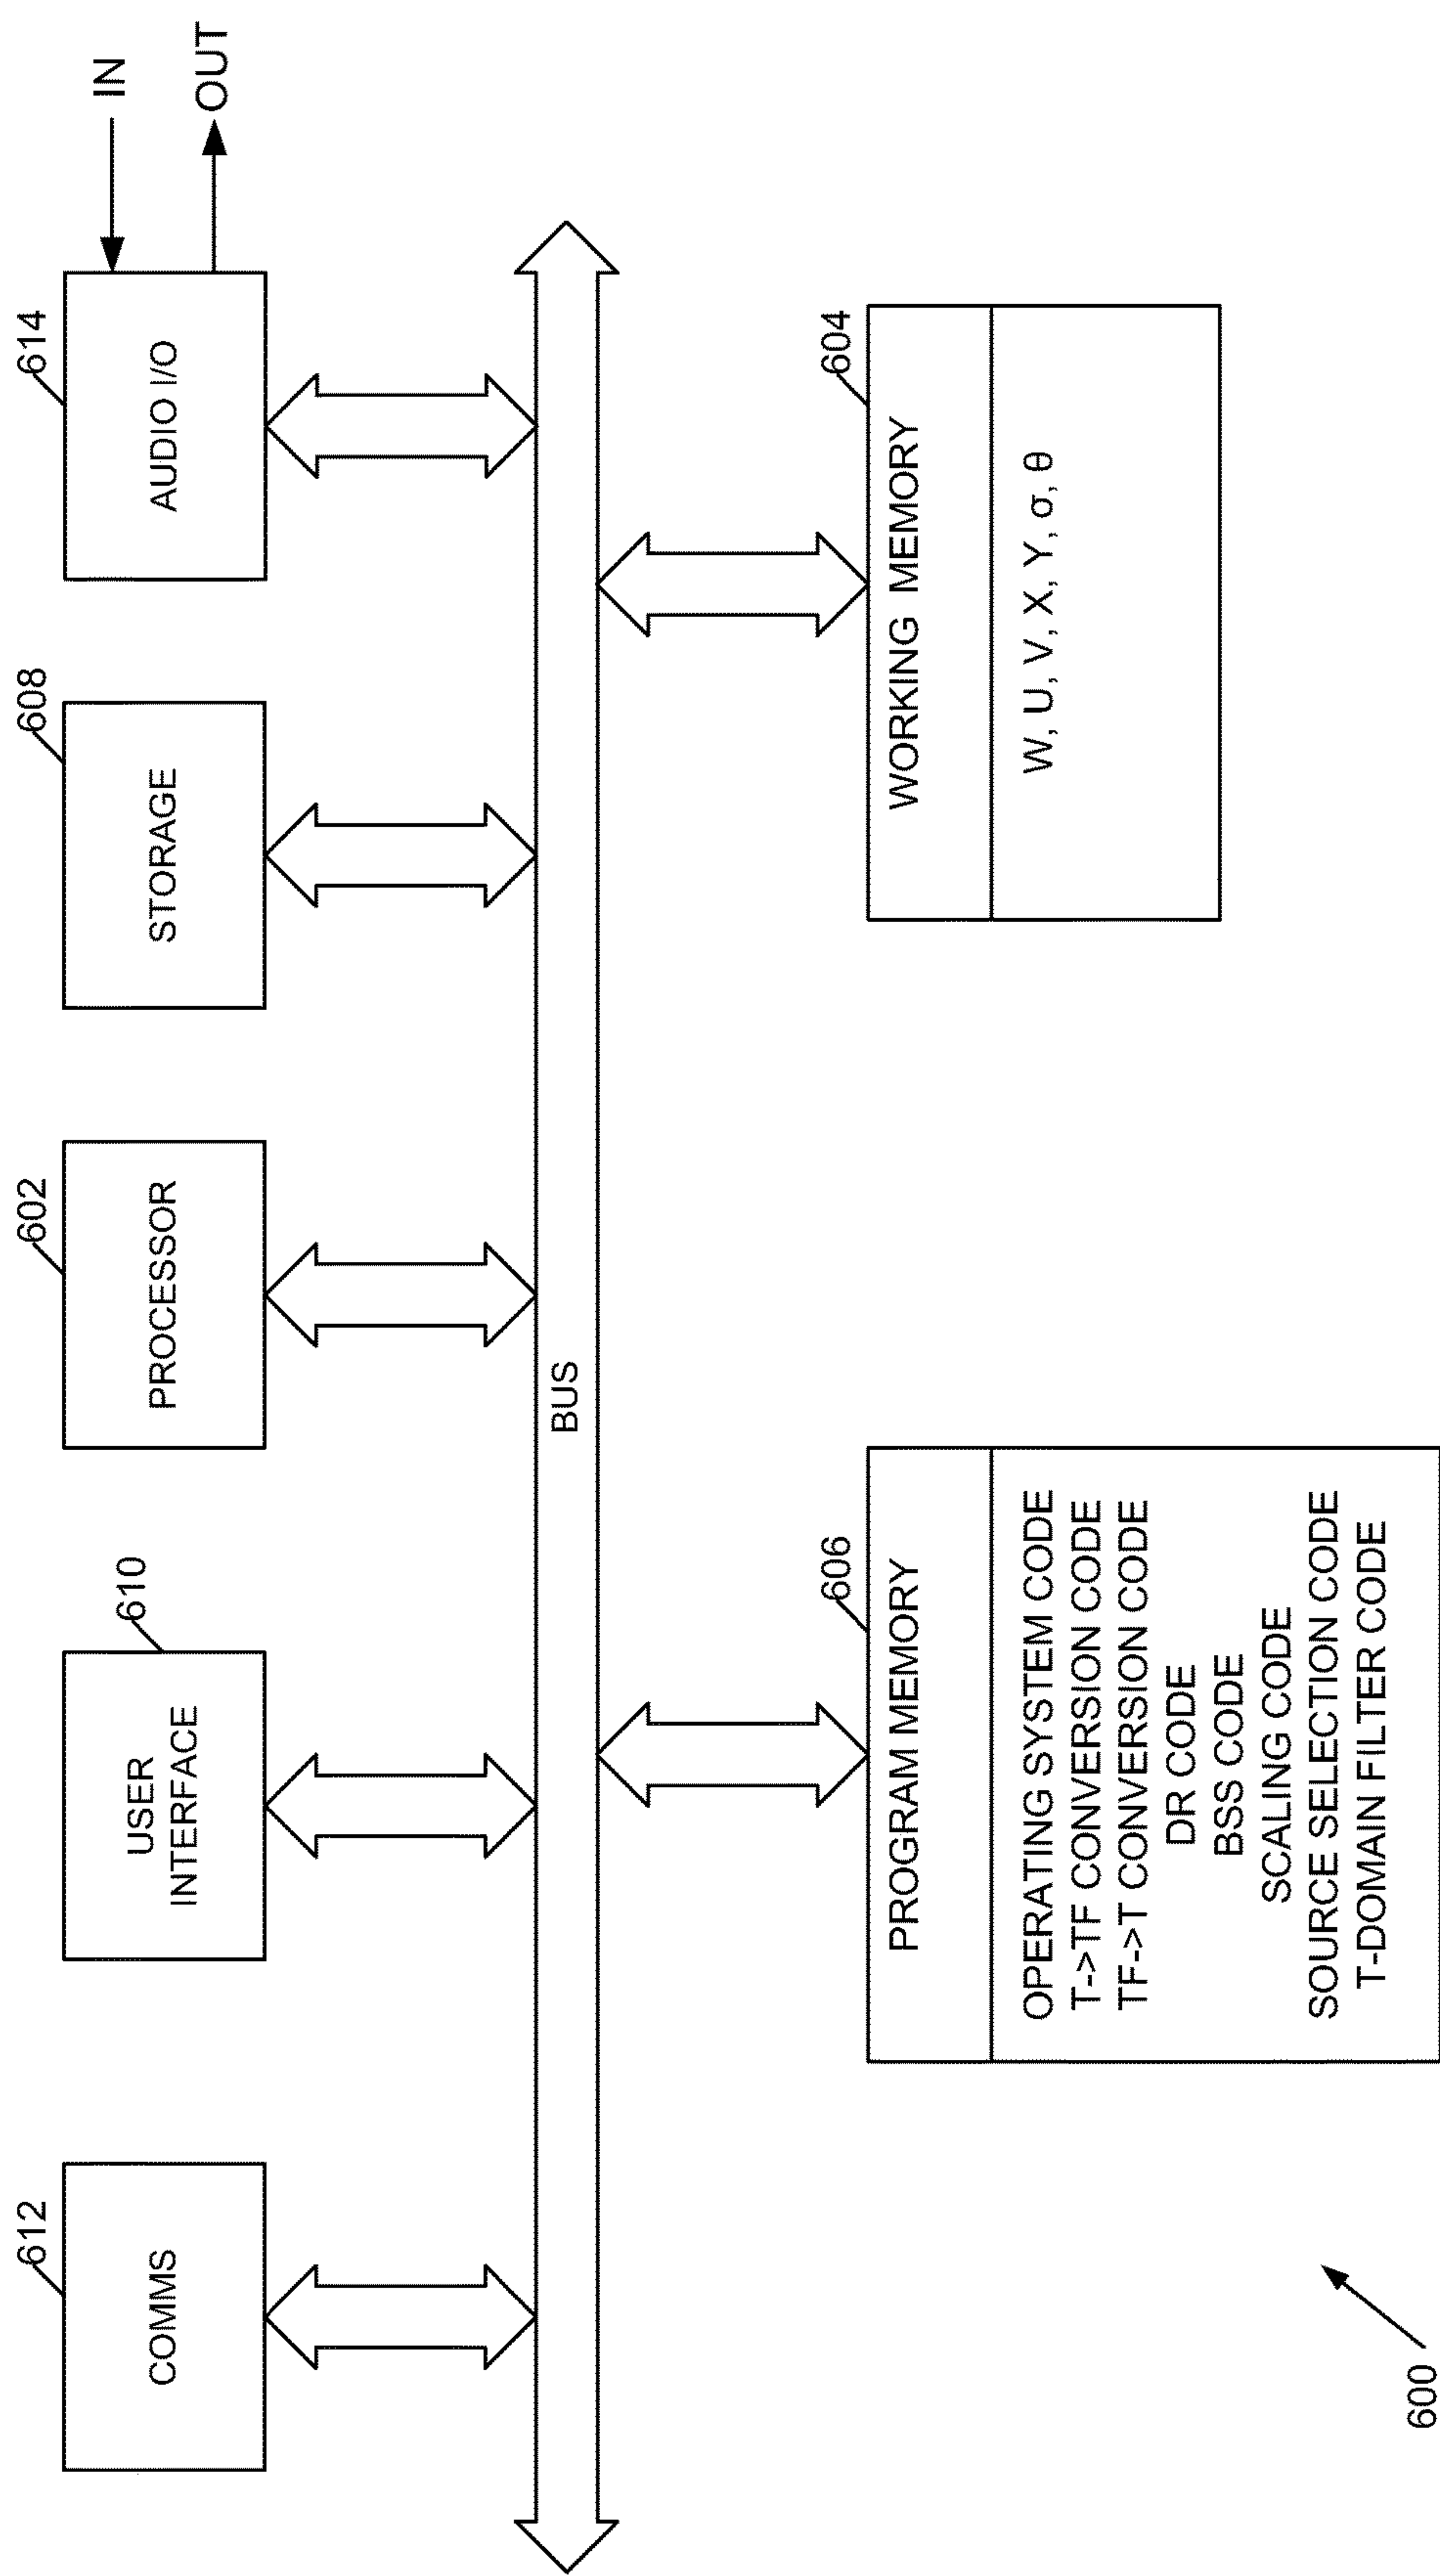 612
COMMS
610
USER
INTERFACE
602
PROCESSOR
608
STORAGE
614
AUDIO I/O
IN
OUT
BUS
606
PROGRAM MEMORY
OPERATING SYSTEM CODE
T->TF CONVERSION CODE
TF->T CONVERSION CODE
DR CODE
BSS CODE
SCALING CODE
SOURCE SELECTION CODE
T-DOMAIN FILTER CODE
604
WORKING MEMORY
W, U, V, X, Y, σ, θ
600